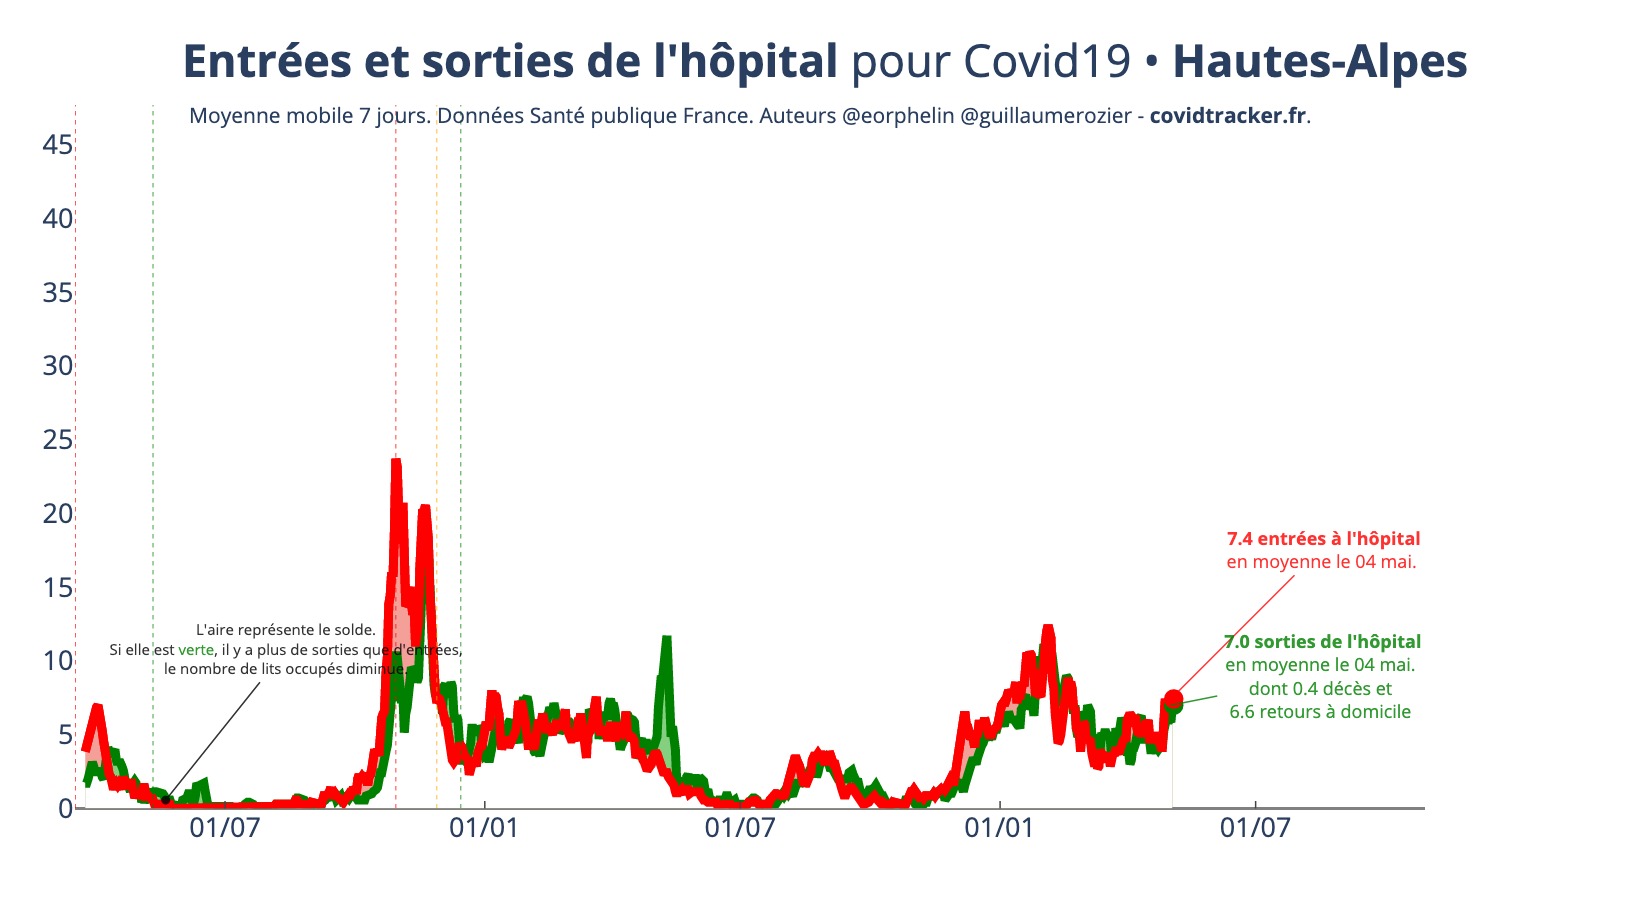 Entrées et sorties de l'hôpital pour Covid19 • Hautes-Alpes
Moyenne mobile 7 jours. Données Santé publique France. Auteurs @eorphelin @guillaumerozier - covidtracker.fr.
45
40
35
30
25
20
15
10
5
0
L'aire représente le solde.
Si elle est verte, il y a plus de sorties que d'entrées,
le nombre de lits occupés diminue.
7.4 entrées à l'hôpital
en moyenne le 04 mai.
7.0 sorties de l'hôpital
en moyenne le 04 mai.
dont 0.4 décès et
6.6 retours à domicile
01/07
01/01
01/07
01/01
01/07